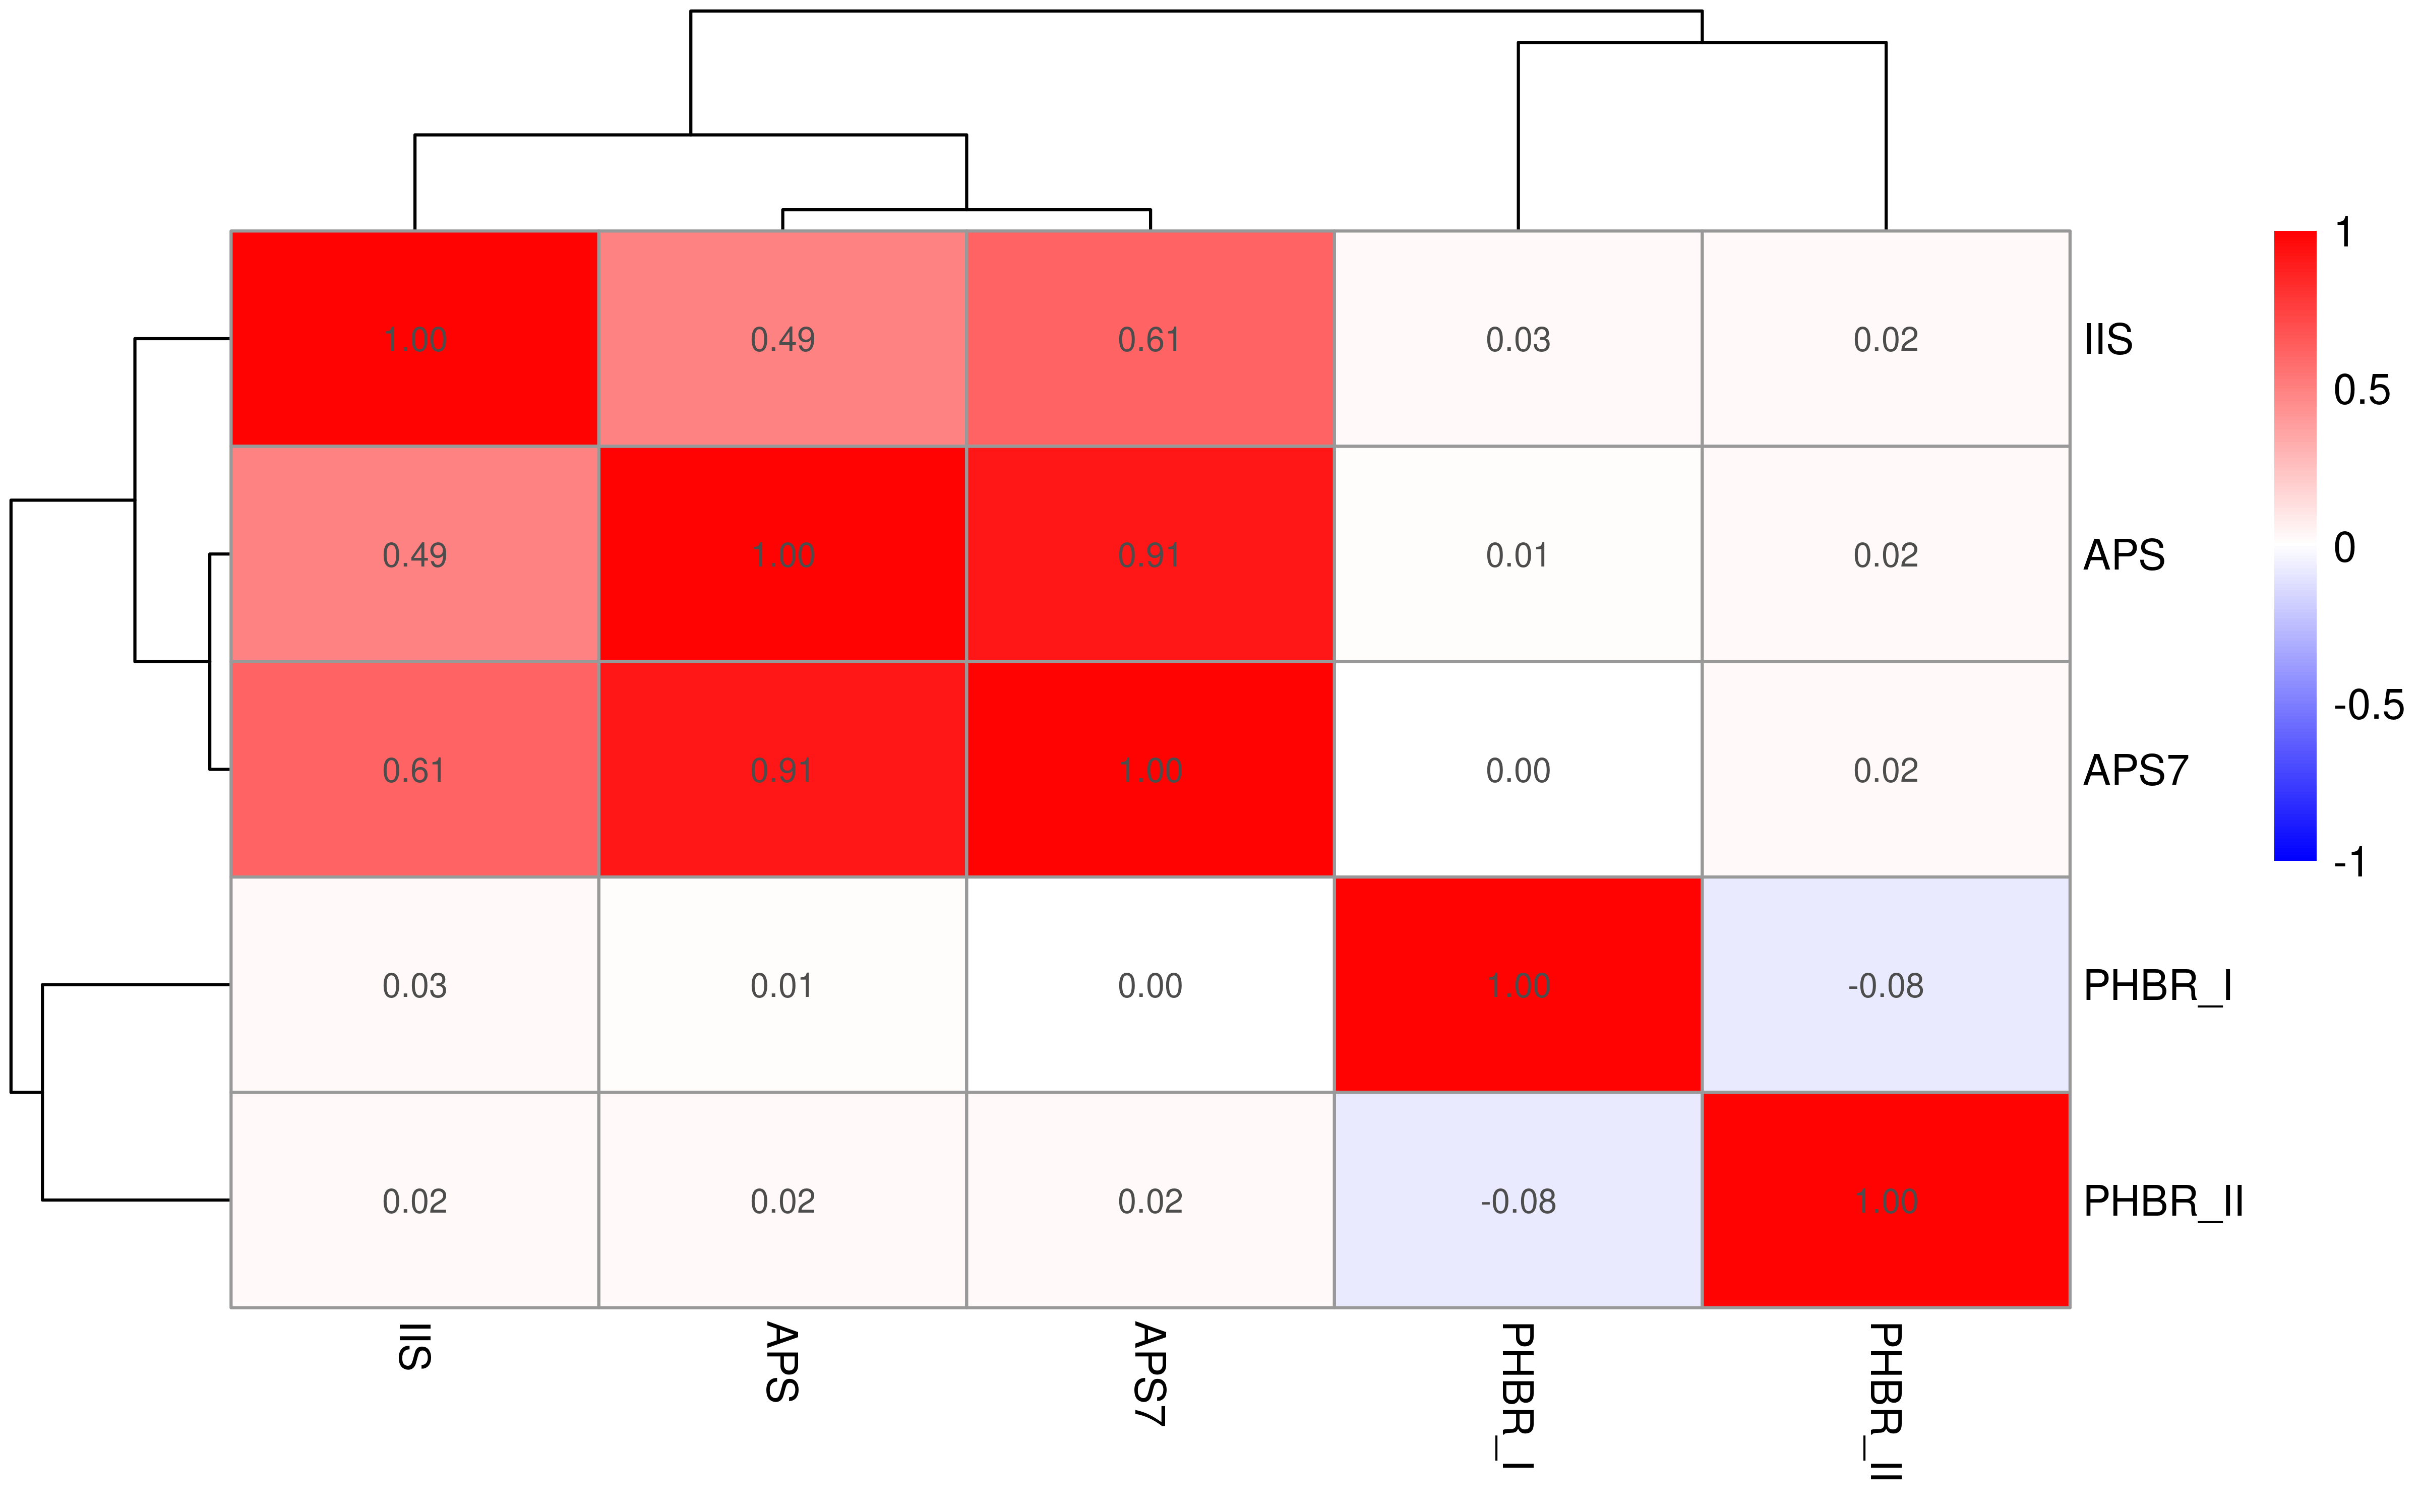 1.00 0.49 0.61 0.03 0.02 IIS
0.49 1.00 0.91 0.01 0.02 APS
0.61 0.91 1.00 0.00 0.02 APS7
0.03 0.01 0.00 1.00 -0.08 PHBR_I
0.02 0.02 0.02 -0.08 1.00 PHBR_II
IIS APS APS7 PHBR_I PHBR_II
1
0.5
0
-0.5
-1